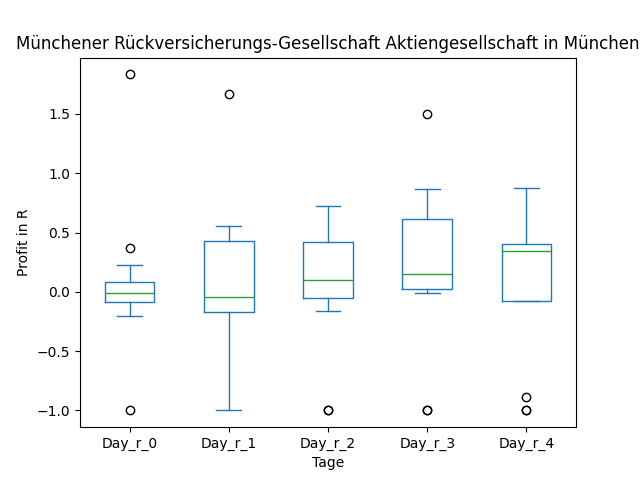 Münchener Rückversicherungs-Gesellschaft Aktiengesellschaft in München
Profit in R
1.5
1.0
0.5
0.0
−0.5
−1.0
Day_r_0 Day_r_1 Day_r_2 Day_r_3 Day_r_4
Tage